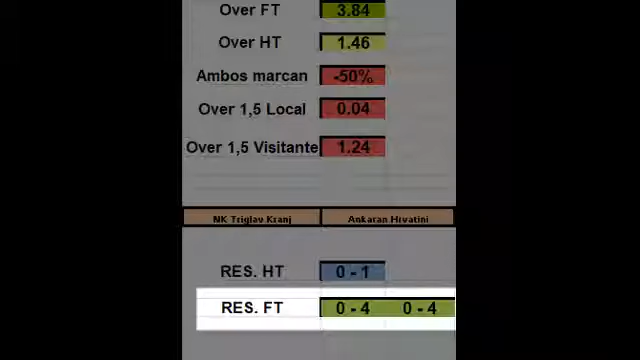 Over FT 3.84
Over HT 1.46
Ambos marcan -50%
Over 1,5 Local 0.04
Over 1,5 Visitante 1.24
NK Triglav Kranj Ankaran Hrvatini
RES. HT 0 - 1
RES. FT 0 - 4 0 - 4